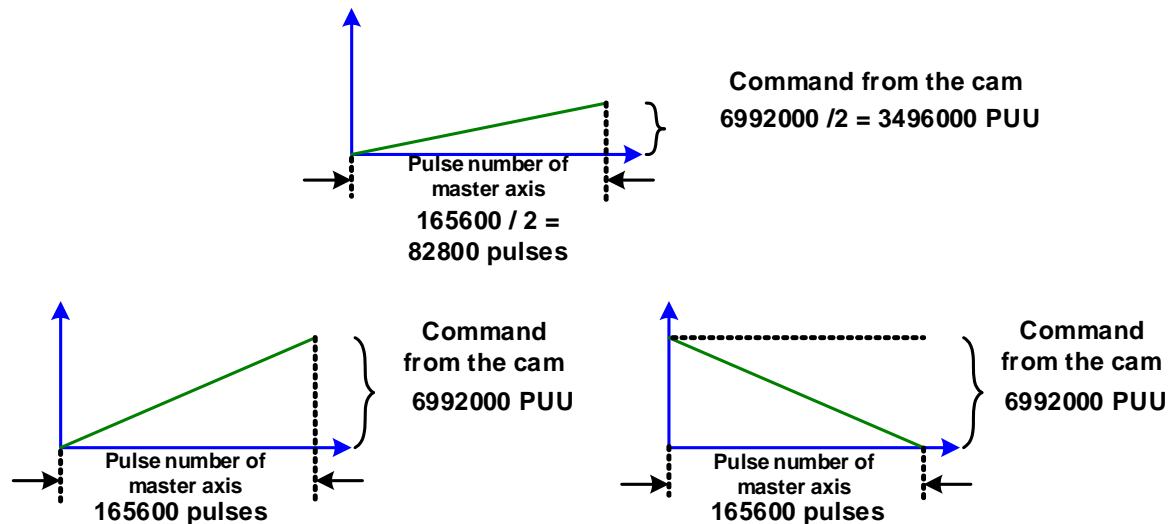 Command from the cam
6992000 /2 = 3496000 PUU
Pulse number of
master axis
165600 / 2 =
82800 pulses
Command
from the cam
6992000 PUU
Pulse number of
master axis
165600 pulses
Command
from the cam
6992000 PUU
Pulse number of
master axis
165600 pulses